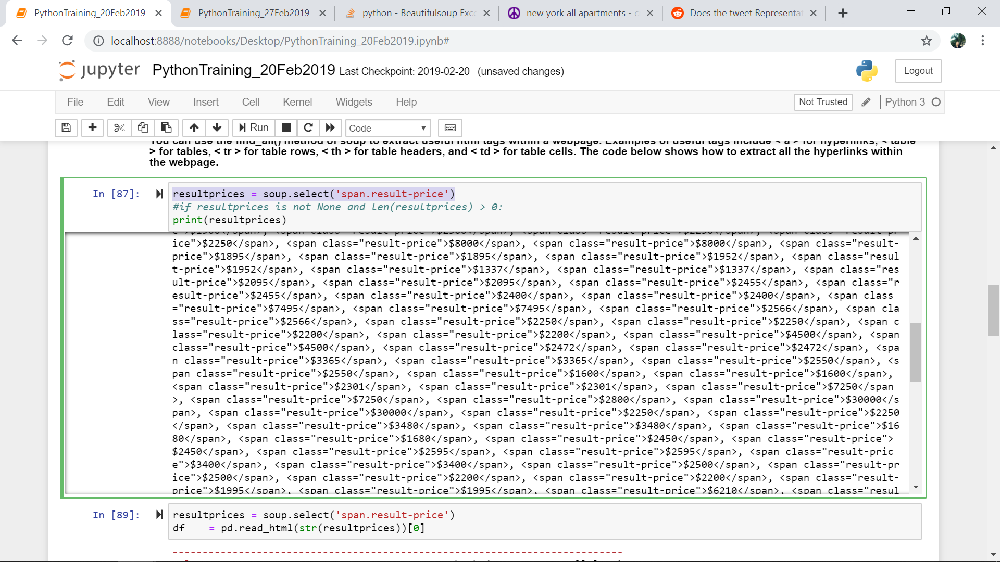 PythonTraining_20Feb2019
PythonTraining_27Feb2019
python - Beautifulsoup Exce
new york all apartments - c
Does the tweet Representat
localhost:8888/notebooks/Desktop/PythonTraining_20Feb2019.ipynb#
jupyter PythonTraining_20Feb2019 Last Checkpoint: 2019-02-20 (unsaved changes)
Logout
File Edit View Insert Cell Kernel Widgets Help
Not Trusted
Python 3
Run
Code
You can use the find_all() method of soup to extract useful html tags within a webpage. Examples of useful tags include < a > for hyperlinks, < table
> for tables, < tr > for table rows, < th > for table headers, and < td > for table cells. The code below shows how to extract all the hyperlinks within
the webpage.
In [87]:
resultprices = soup.select('span.result-price')
#if resultprices is not None and len(resultprices) > 0:
print(resultprices)
ice">$2250</span>, <span class="result-price">$8000</span>, <span class="result-price">$8000</span>, <span class="result-
price">$1895</span>, <span class="result-price">$1895</span>, <span class="result-price">$1952</span>, <span class="resul
t-price">$1952</span>, <span class="result-price">$1337</span>, <span class="result-price">$1337</span>, <span class="res
ult-price">$2095</span>, <span class="result-price">$2095</span>, <span class="result-price">$2455</span>, <span class="r
esult-price">$2455</span>, <span class="result-price">$2400</span>, <span class="result-price">$2400</span>, <span class
="result-price">$7495</span>, <span class="result-price">$7495</span>, <span class="result-price">$2566</span>, <span cla
ss="result-price">$2566</span>, <span class="result-price">$2250</span>, <span class="result-price">$2250</span>, <span c
lass="result-price">$2200</span>, <span class="result-price">$2200</span>, <span class="result-price">$4500</span>, <span
class="result-price">$4500</span>, <span class="result-price">$2472</span>, <span class="result-price">$2472</span>, <spa
n class="result-price">$3365</span>, <span class="result-price">$3365</span>, <span class="result-price">$2550</span>, <s
pan class="result-price">$2550</span>, <span class="result-price">$1600</span>, <span class="result-price">$1600</span>,
<span class="result-price">$2301</span>, <span class="result-price">$2301</span>, <span class="result-price">$7250</span
>, <span class="result-price">$7250</span>, <span class="result-price">$2800</span>, <span class="result-price">$30000</s
pan>, <span class="result-price">$30000</span>, <span class="result-price">$2250</span>, <span class="result-price">$2250
</span>, <span class="result-price">$3480</span>, <span class="result-price">$3480</span>, <span class="result-price">$16
80</span>, <span class="result-price">$1680</span>, <span class="result-price">$2450</span>, <span class="result-price">
$2450</span>, <span class="result-price">$2595</span>, <span class="result-price">$2595</span>, <span class="result-pric
e">$3400</span>, <span class="result-price">$3400</span>, <span class="result-price">$2500</span>, <span class="result-pr
ice">$2500</span>, <span class="result-price">$2200</span>, <span class="result-price">$2200</span>, <span class="result-
price">$1995</span>, <span class="result-price">$1995</span>, <span class="result-price">$6210</span>, <span class="resul
In [89]:
resultprices = soup.select('span.result-price')
df = pd.read_html(str(resultprices))[0]
---------------------------------------------------------------------------